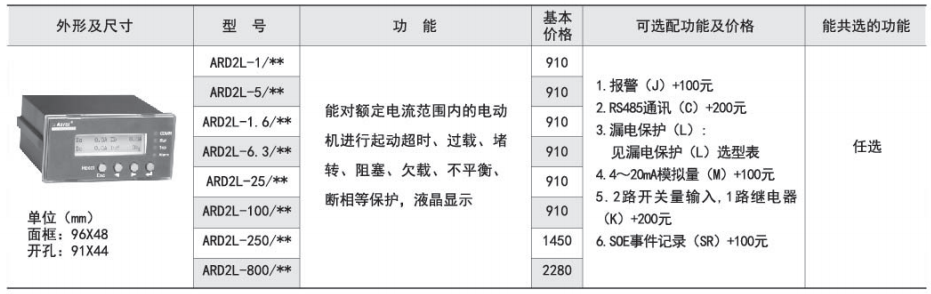 外形及尺寸 型 号 功 能 基本价格 可选配功能及价格 能共选的功能
ARD2L-1/** 910
ARD2L-5/** 910
ARD2L-1.6/** 910
ARD2L-6.3/** 910
ARD2L-25/** 910
ARD2L-100/** 910
ARD2L-250/** 1450
ARD2L-800/** 2280
单位（mm）
面框：96X48
开孔：91X44
能对额定电流范围内的电动
机进行起动超时、过载、堵
转、阻塞、欠载、不平衡、
断相等保护，液晶显示
1.报警（J）+100元
2.RS485通讯（C）+200元
3.漏电保护（L）：
见漏电保护（L）选型表
4.4～20mA模拟量（M）+100元
5.2路开关量输入,1路继电器
（K）+200元
6.SOE事件记录（SR）+100元
任选